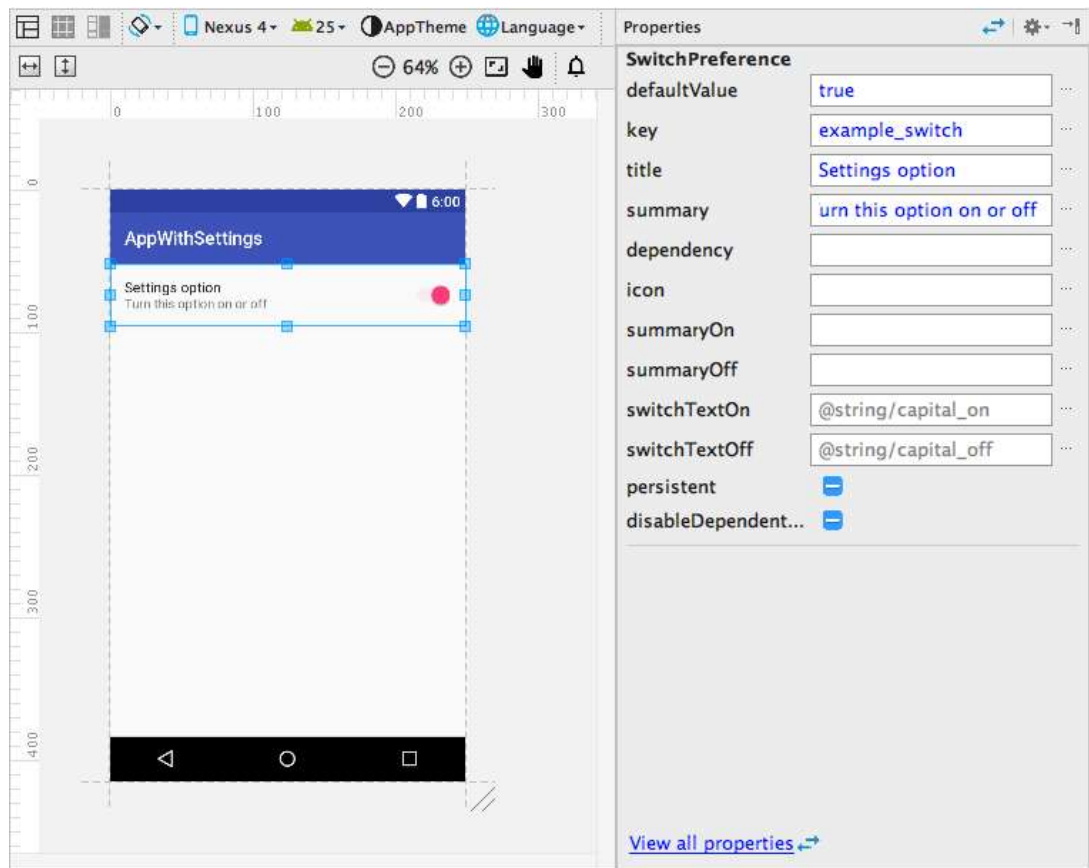 Nexus 4 25 AppTheme Language
Properties
64%
SwitchPreference
defaultValue true ...
key example_switch ...
title Settings option ...
summary urn this option on or off ...
dependency ...
icon ...
summaryOn ...
summaryOff ...
switchTextOn @string/capital_on ...
switchTextOff @string/capital_off ...
persistent
disableDependent...
View all properties
0 100 200 300
0
100
200
300
400
6:00
AppWithSettings
Settings option
Turn this option on or off